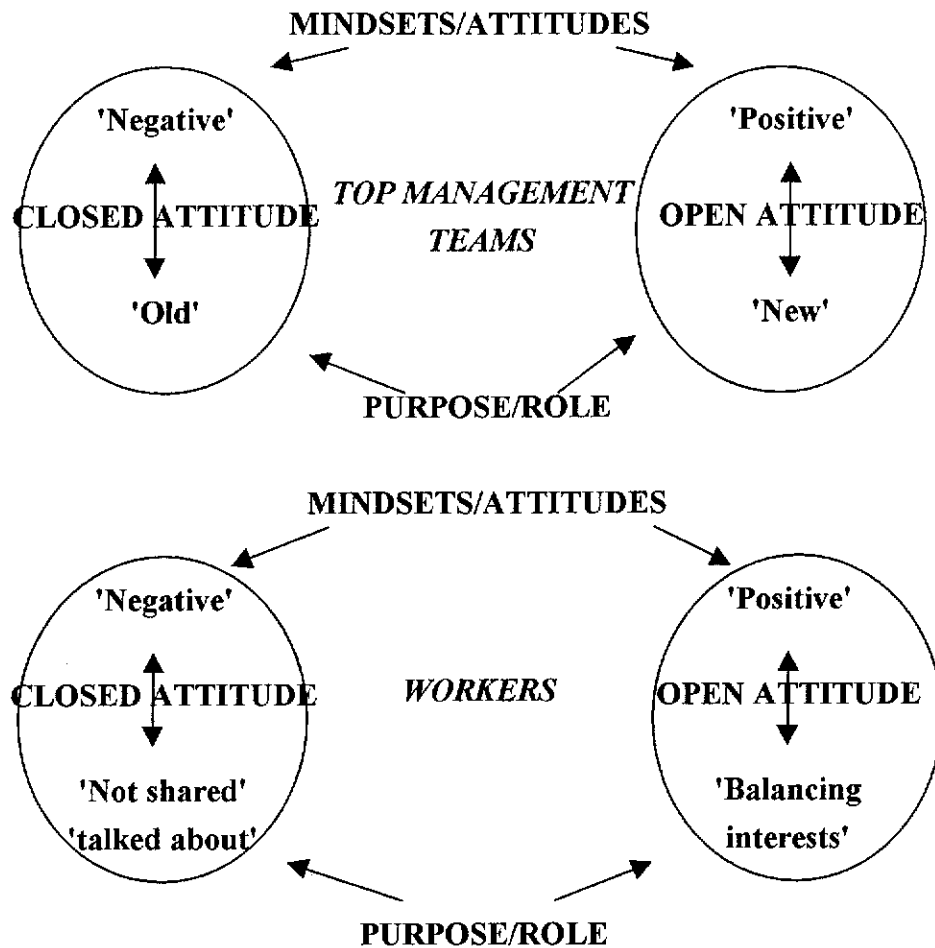 MINDSETS/ATTITUDES
'Negative'
CLOSED ATTITUDE
'Old'
TOP MANAGEMENT
TEAMS
'Positive'
OPEN ATTITUDE
'New'
PURPOSE/ROLE
MINDSETS/ATTITUDES
'Negative'
CLOSED ATTITUDE
'Not shared'
'talked about'
WORKERS
'Positive'
OPEN ATTITUDE
'Balancing
interests'
PURPOSE/ROLE